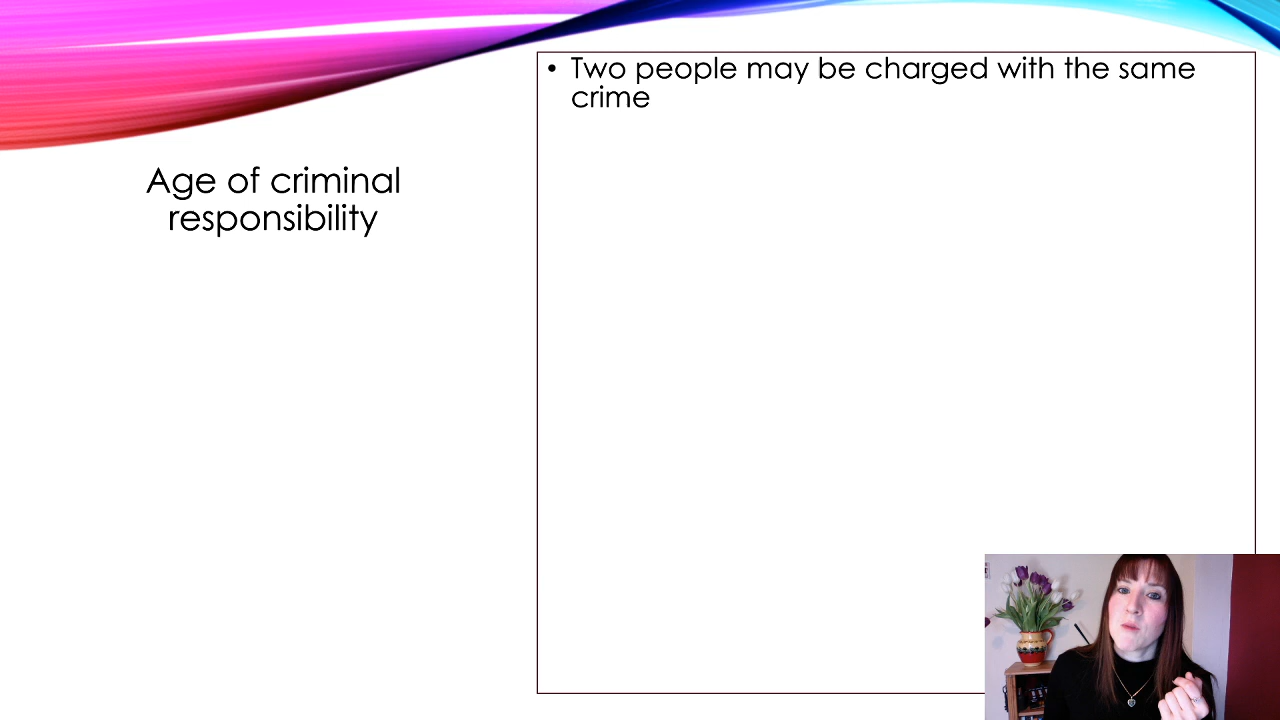 Age of criminal
responsibility
• Two people may be charged with the same
crime